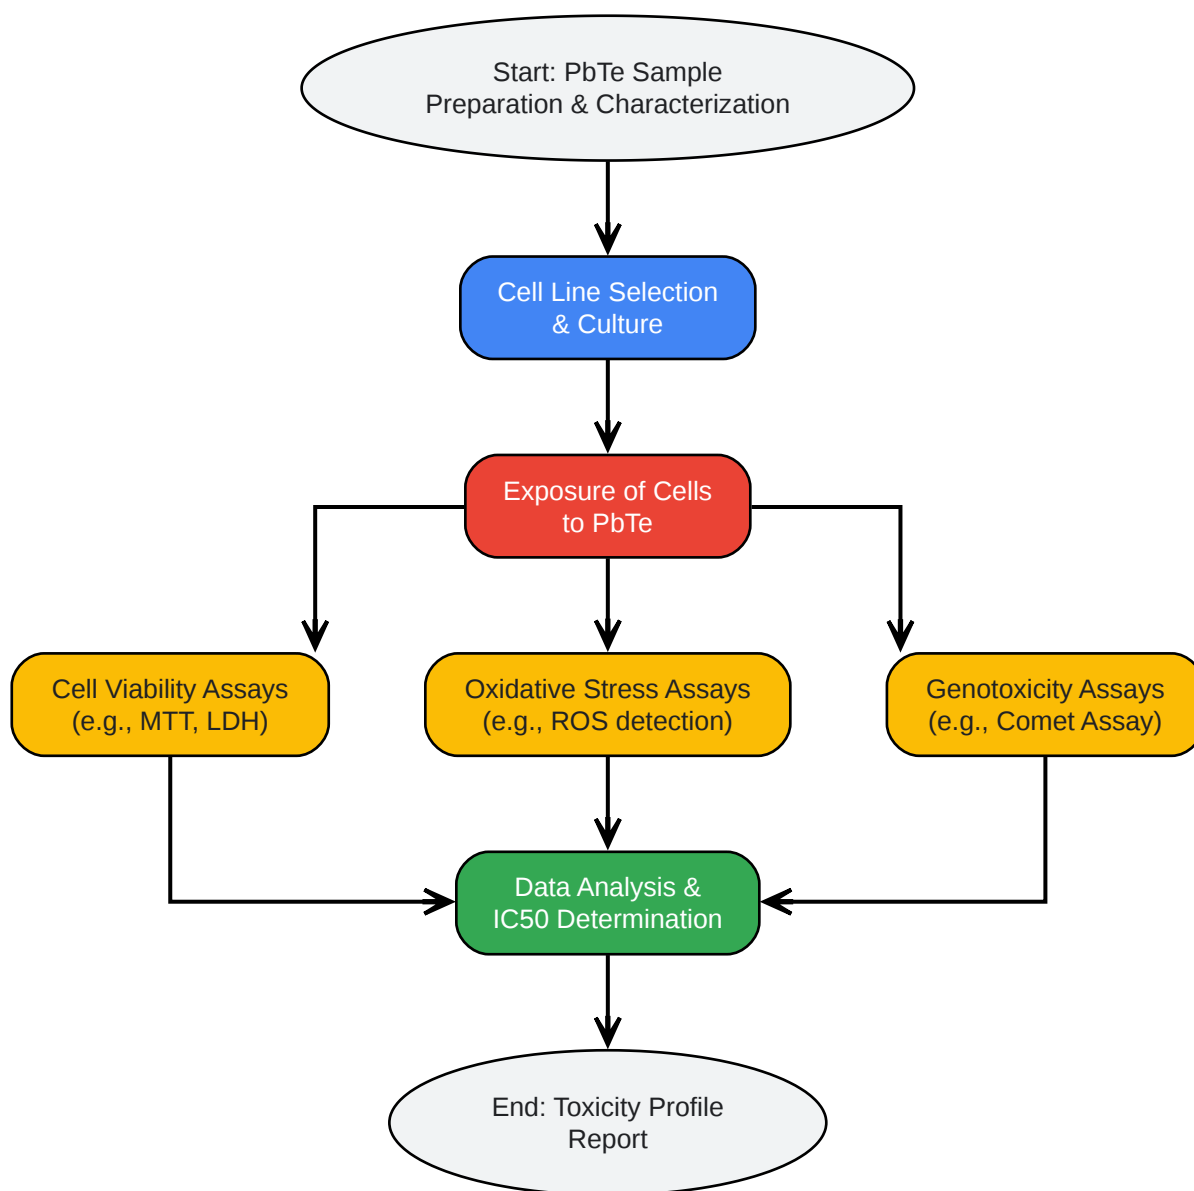 Start: PbTe Sample
Preparation & Characterization
Cell Line Selection
& Culture
Exposure of Cells
to PbTe
Cell Viability Assays
(e.g., MTT, LDH)
Oxidative Stress Assays
(e.g., ROS detection)
Genotoxicity Assays
(e.g., Comet Assay)
Data Analysis &
IC50 Determination
End: Toxicity Profile
Report